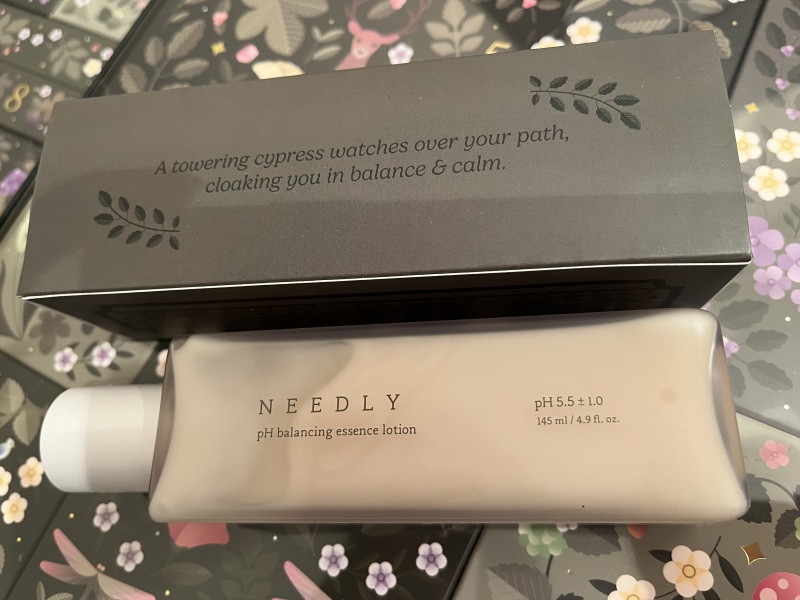 8
A towering cypress watches over your path,
cloaking you in balance & calm.
NEEDLY
pH balancing essence lotion
pH 5.5 ± 1.0
145 ml / 4.9 fl. oz.